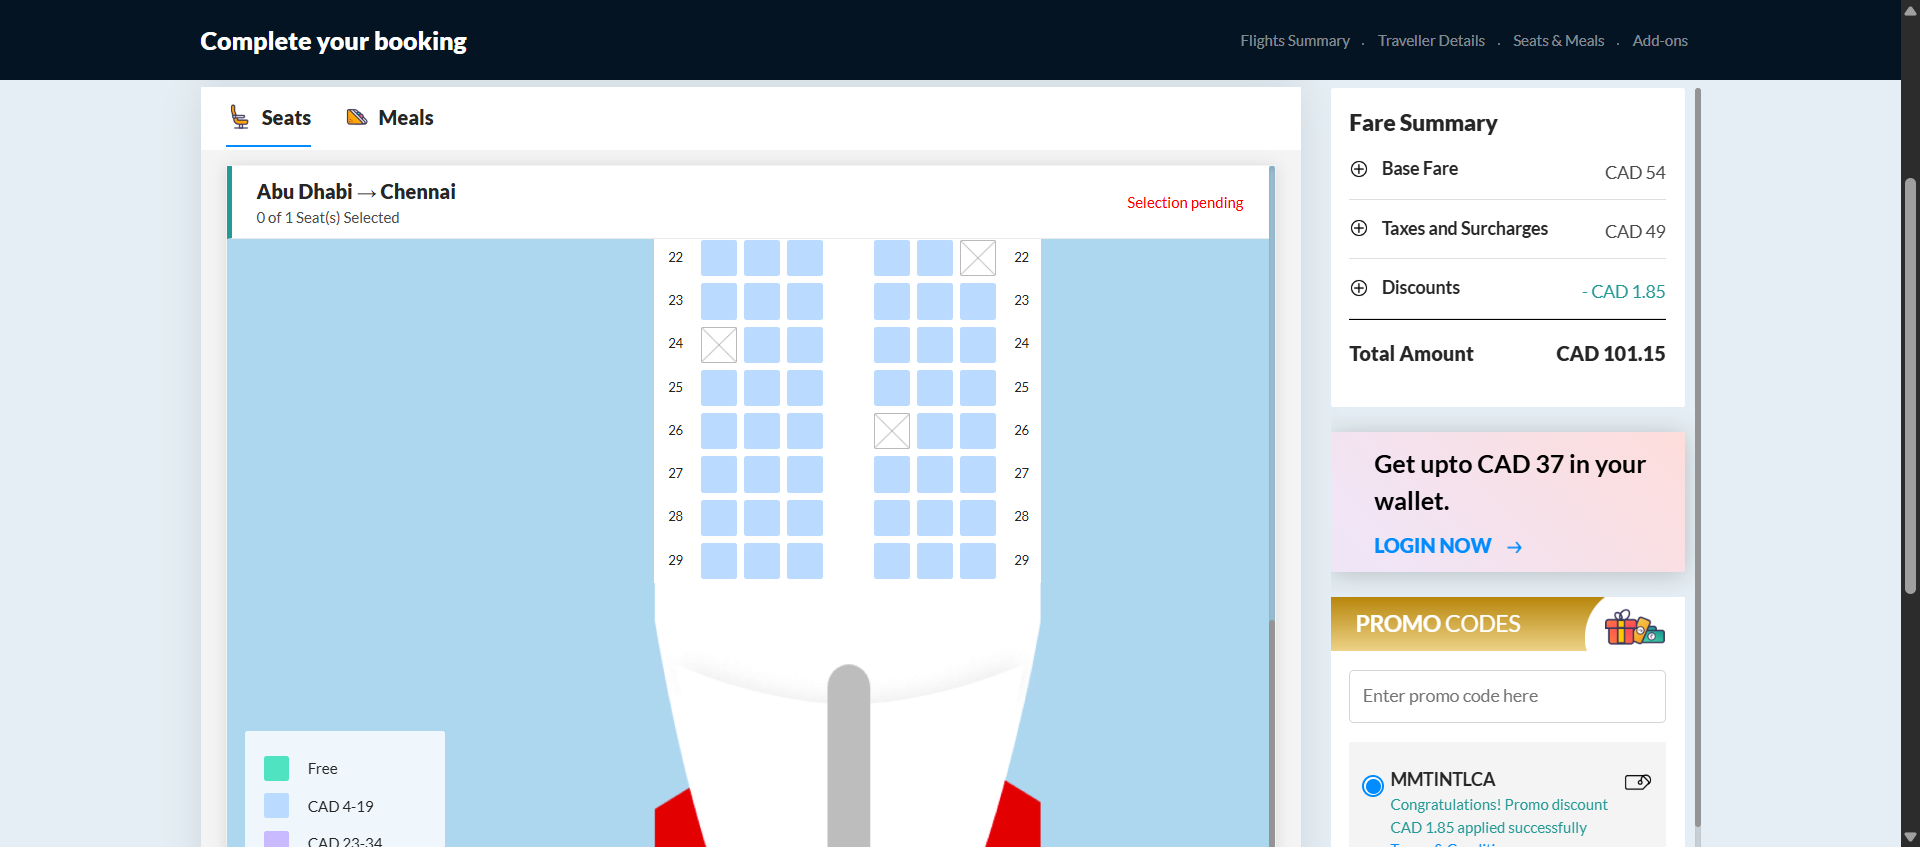 Complete your booking
Flights Summary . Traveller Details . Seats & Meals . Add-ons
Seats Meals
Abu Dhabi → Chennai
0 of 1 Seat(s) Selected
Selection pending
22 22
23 23
24 24
25 25
26 26
27 27
28 28
29 29
Free
CAD 4-19
CAD 23-34
Fare Summary
Base Fare CAD 54
Taxes and Surcharges CAD 49
Discounts - CAD 1.85
Total Amount CAD 101.15
Get upto CAD 37 in your
wallet.
LOGIN NOW →
PROMO CODES
Enter promo code here
MMTINTLCA
Congratulations! Promo discount
CAD 1.85 applied successfully